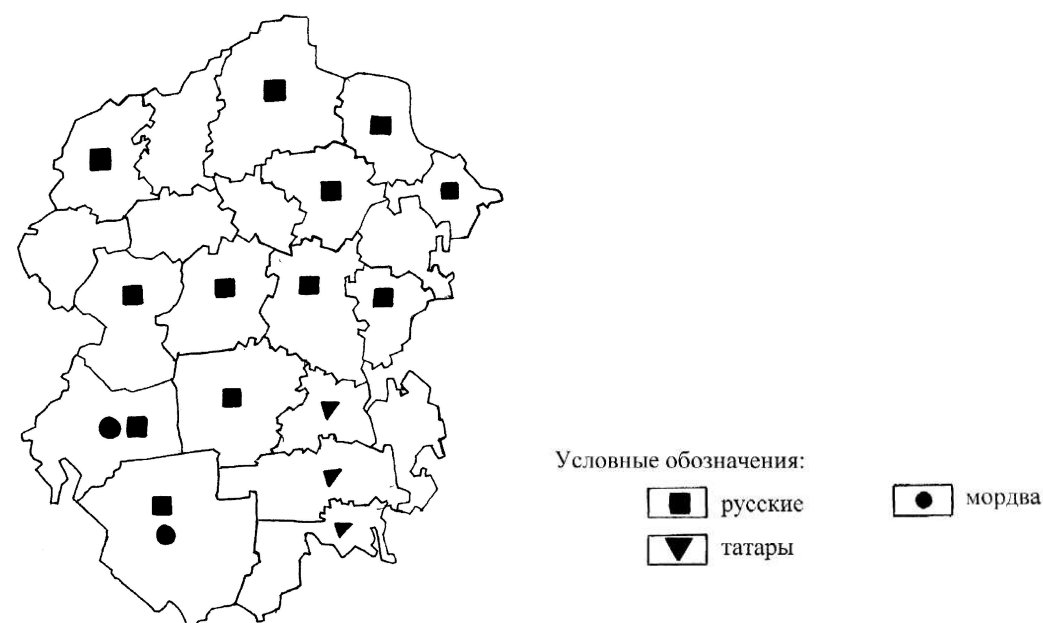 Условные обозначения:
русские
мордва
татары